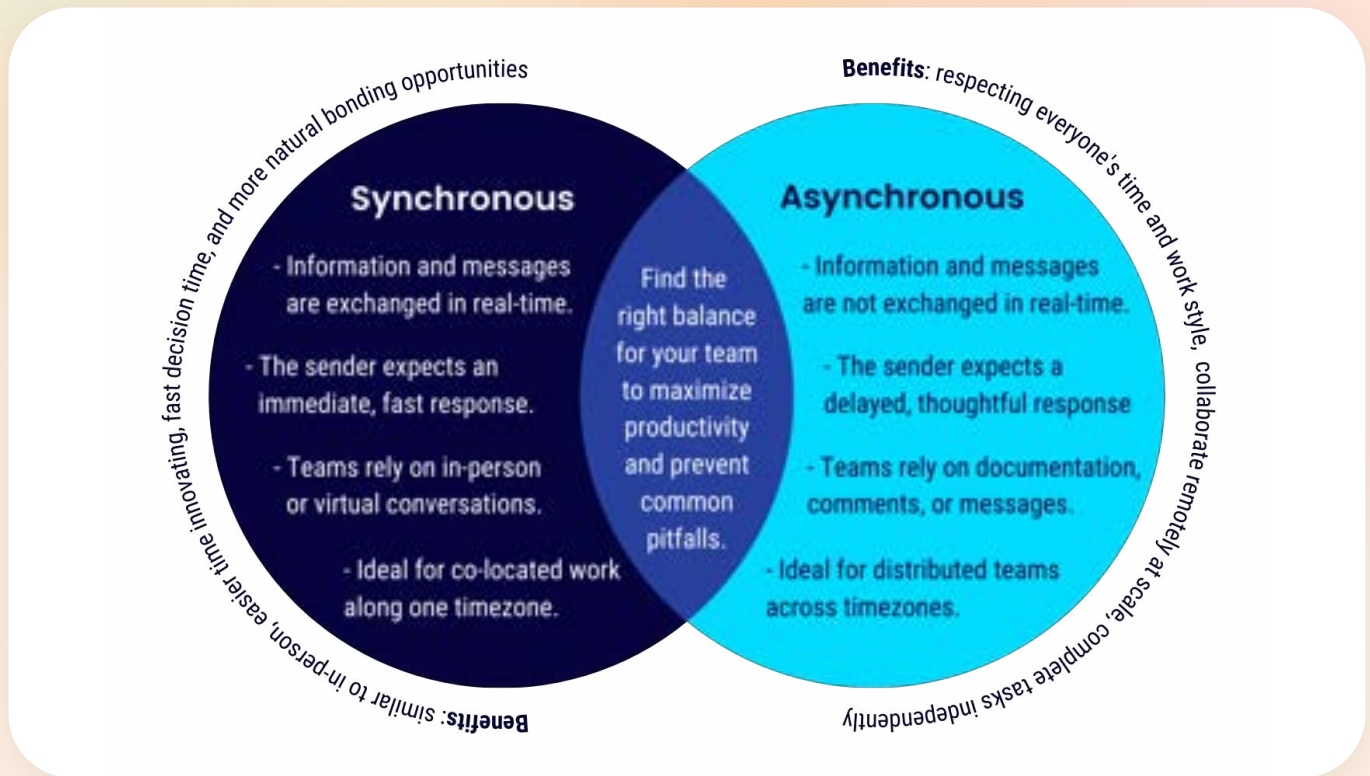 Benefits: similar to in-person, easier time innovating, fast decision time, and more natural bonding opportunities
Synchronous
- Information and messages
are exchanged in real-time.
- The sender expects an
immediate, fast response.
- Teams rely on in-person
or virtual conversations.
- Ideal for co-located work
along one timezone.
Find the
right balance
for your team
to maximize
productivity
and prevent
common
pitfalls.
Benefits: respecting everyone's time and work style, collaborate remotely at scale, complete tasks independently
Asynchronous
- Information and messages
are not exchanged in real-time.
- The sender expects a
delayed, thoughtful response
- Teams rely on documentation,
comments, or messages.
- Ideal for distributed teams
across timezones.